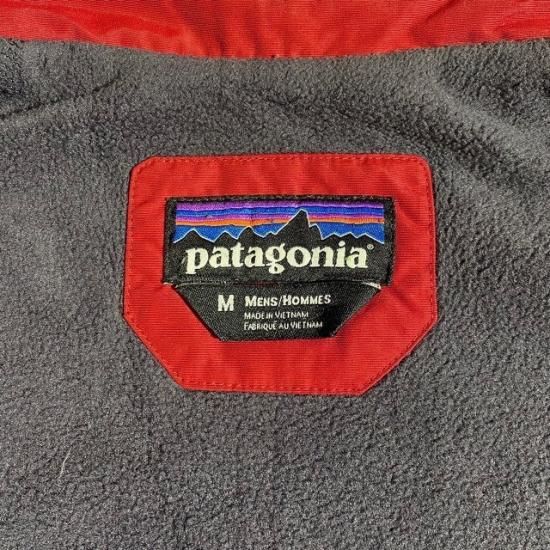 patagonia®
M MENS/HOMMES
MADE IN VIETNAM
FABRIQUÉ AU VIETNAM